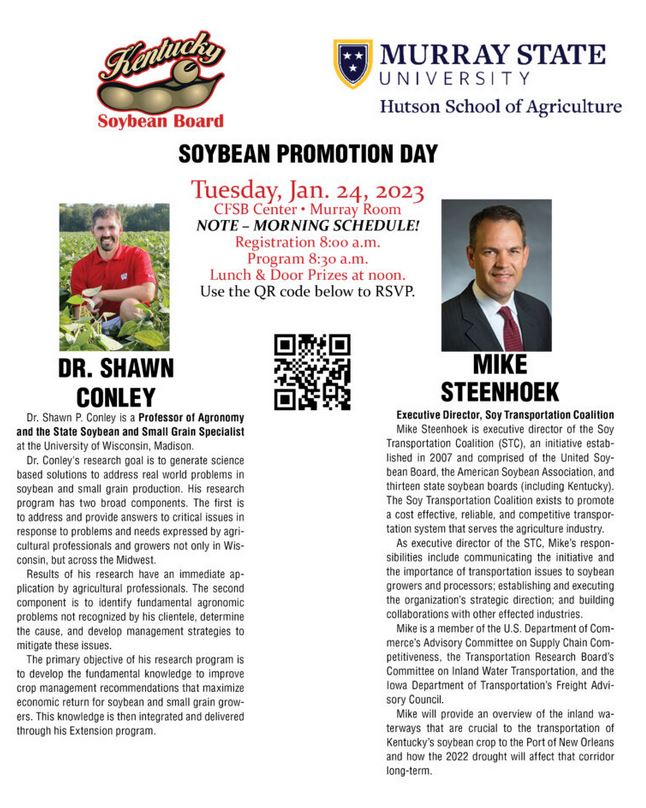 Kentucky
Soybean Board
MURRAY STATE
UNIVERSITY
Hutson School of Agriculture
SOYBEAN PROMOTION DAY
Tuesday, Jan. 24, 2023
CFSB Center • Murray Room
NOTE – MORNING SCHEDULE!
Registration 8:00 a.m.
Program 8:30 a.m.
Lunch & Door Prizes at noon.
Use the QR code below to RSVP.
DR. SHAWN
CONLEY
Dr. Shawn P. Conley is a Professor of Agronomy
and the State Soybean and Small Grain Specialist
at the University of Wisconsin, Madison.
Dr. Conley's research goal is to generate science
based solutions to address real world problems in
soybean and small grain production. His research
program has two broad components. The first is
to address and provide answers to critical issues in
response to problems and needs expressed by agri-
cultural professionals and growers not only in Wis-
consin, but across the Midwest.
Results of his research have an immediate ap-
plication by agricultural professionals. The second
component is to identify fundamental agronomic
problems not recognized by his clientele, determine
the cause, and develop management strategies to
mitigate these issues.
The primary objective of his research program is
to develop the fundamental knowledge to improve
crop management recommendations that maximize
economic return for soybean and small grain grow-
ers. This knowledge is then integrated and delivered
through his Extension program.
MIKE
STEENHOEK
Executive Director, Soy Transportation Coalition
Mike Steenhoek is executive director of the Soy
Transportation Coalition (STC), an initiative estab-
lished in 2007 and comprised of the United Soy-
bean Board, the American Soybean Association, and
thirteen state soybean boards (including Kentucky).
The Soy Transportation Coalition exists to promote
a cost effective, reliable, and competitive transpor-
tation system that serves the agriculture industry.
As executive director of the STC, Mike's respon-
sibilities include communicating the initiative and
the importance of transportation issues to soybean
growers and processors; establishing and executing
the organization's strategic direction; and building
collaborations with other effected industries.
Mike is a member of the U.S. Department of Com-
merce's Advisory Committee on Supply Chain Com-
petitiveness, the Transportation Research Board's
Committee on Inland Water Transportation, and the
Iowa Department of Transportation's Freight Advi-
sory Council.
Mike will provide an overview of the inland wa-
terways that are crucial to the transportation of
Kentucky's soybean crop to the Port of New Orleans
and how the 2022 drought will affect that corridor
long-term.